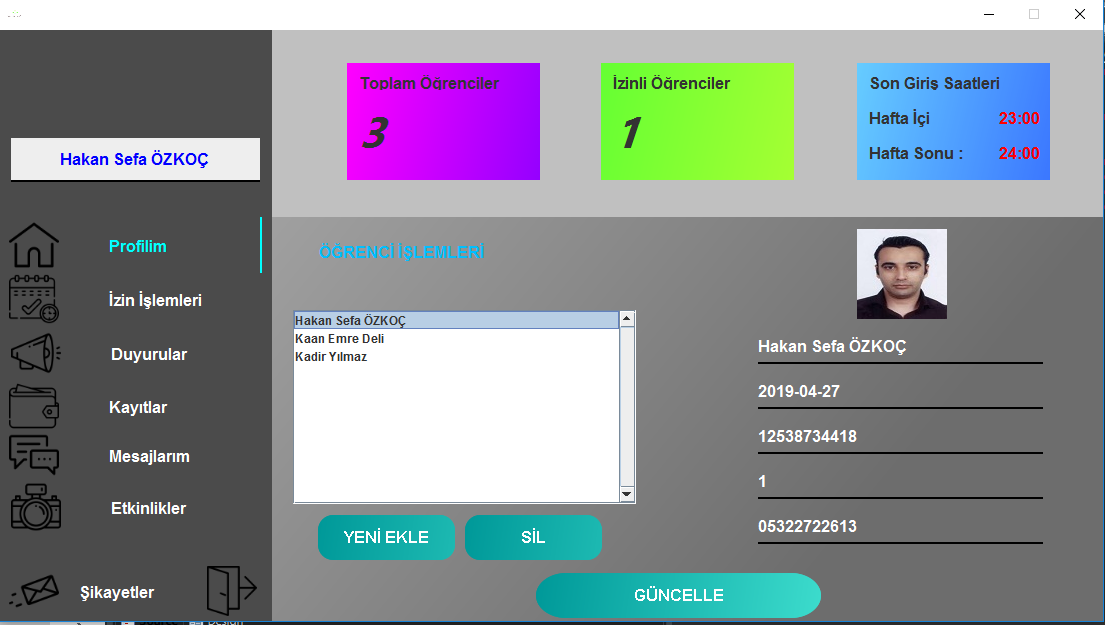 Toplam Öğrenciler
3
İzinli Öğrenciler
1
Son Giriş Saatleri
Hafta İçi 23:00
Hafta Sonu : 24:00
Hakan Sefa ÖZKOÇ
Profilim
İzin İşlemleri
Duyurular
Kayıtlar
Mesajlarım
Etkinlikler
Şikayetler
ÖĞRENCİ İŞLEMLERİ
Hakan Sefa ÖZKOÇ
Kaan Emre Deli
Kadir Yılmaz
YENİ EKLE
SİL
Hakan Sefa ÖZKOÇ
2019-04-27
12538734418
1
05322722613
GÜNCELLE